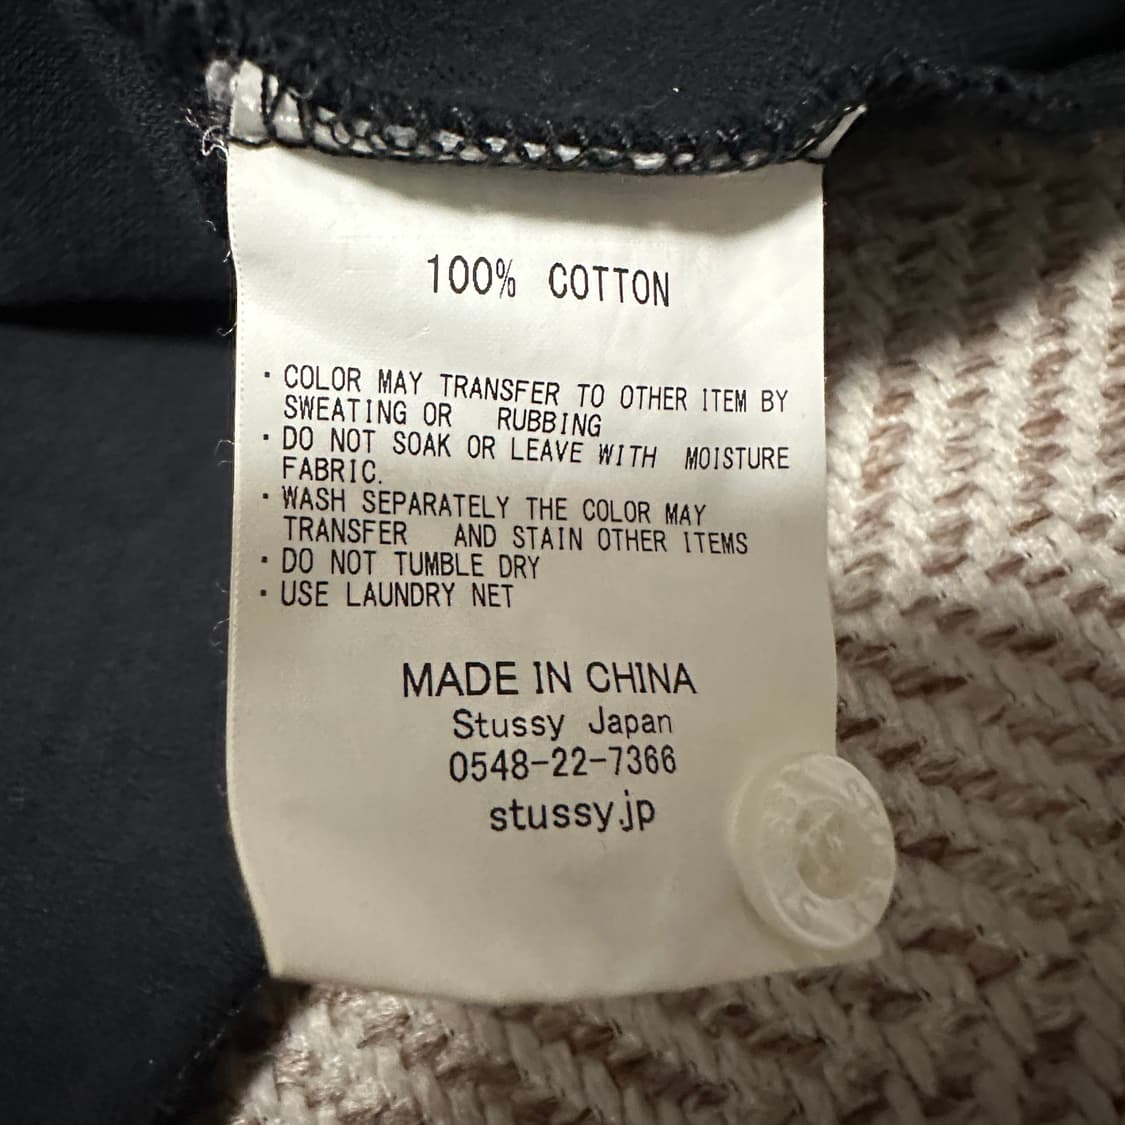 100% COTTON
・COLOR MAY TRANSFER TO OTHER ITEM BY
SWEATING OR RUBBING
・DO NOT SOAK OR LEAVE WITH MOISTURE
FABRIC.
・WASH SEPARATELY THE COLOR MAY
TRANSFER AND STAIN OTHER ITEMS
・DO NOT TUMBLE DRY
・USE LAUNDRY NET
MADE IN CHINA
Stussy Japan
0548-22-7366
stussy.jp